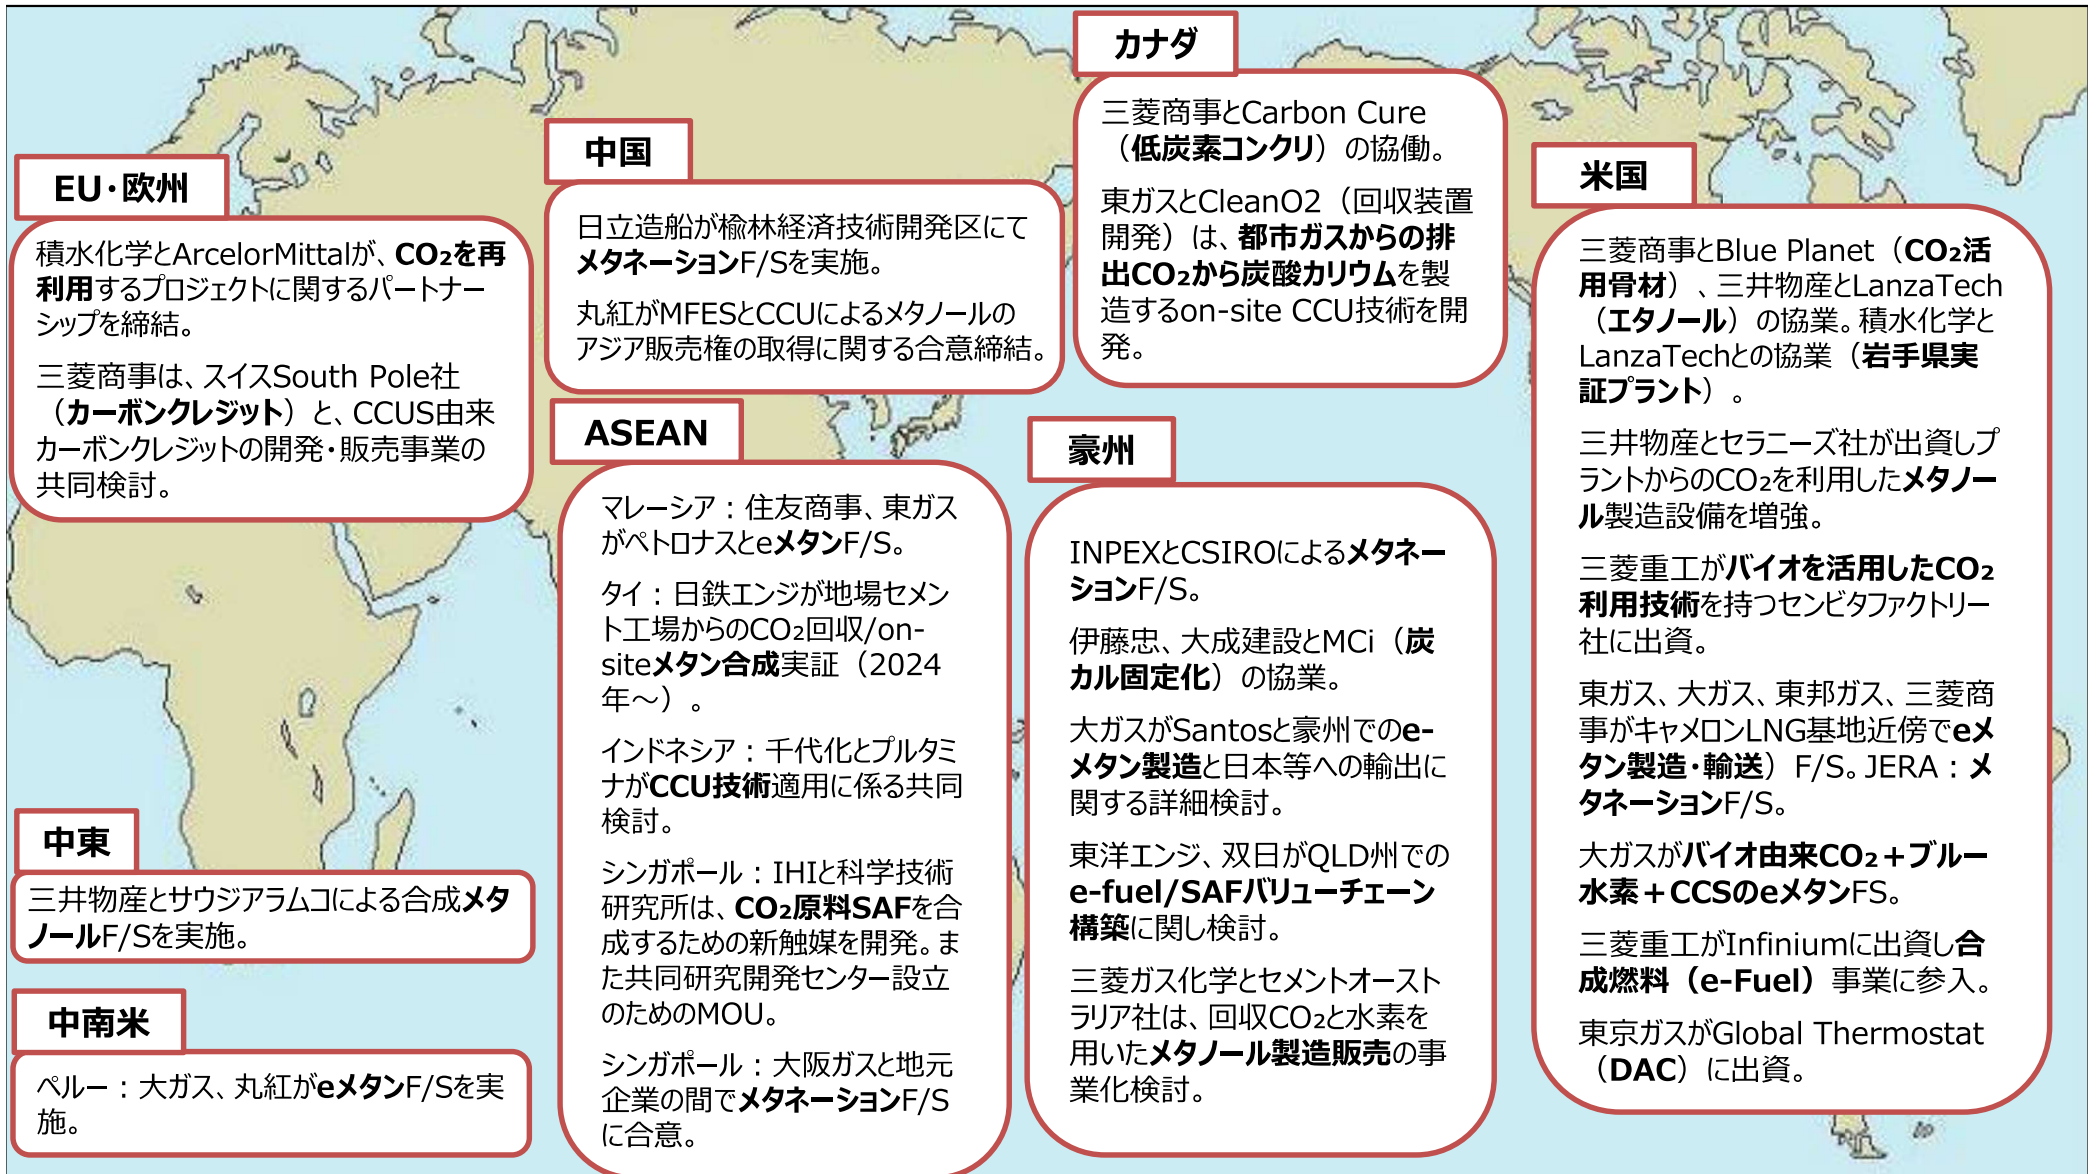 EU・欧州
積水化学とArcelorMittalが、CO₂を再
利用するプロジェクトに関するパートナー
シップを締結。
三菱商事は、スイスSouth Pole社
（カーボンクレジット）と、CCUS由来
カーボンクレジットの開発・販売事業の
共同検討。
中東
三井物産とサウジアラムコによる合成メタ
ノールF/Sを実施。
中南米
ペルー：大ガス、丸紅がeメタンF/Sを実
施。
中国
日立造船が楡林経済技術開発区にて
メタネーションF/Sを実施。
丸紅がMFESとCCUによるメタノールの
アジア販売権の取得に関する合意締結。
ASEAN
マレーシア：住友商事、東ガス
がペトロナスとeメタンF/S。
タイ：日鉄エンジが地場セメン
ト工場からのCO₂回収/on-
siteメタン合成実証（2024
年～）。
インドネシア：千代化とプルタミ
ナがCCU技術適用に係る共同
検討。
シンガポール：IHIと科学技術
研究所は、CO₂原料SAFを合
成するための新触媒を開発。ま
た共同研究開発センター設立
のためのMOU。
シンガポール：大阪ガスと地元
企業の間でメタネーションF/S
に合意。
カナダ
三菱商事とCarbon Cure
（低炭素コンクリ）の協働。
東ガスとCleanO2（回収装置
開発）は、都市ガスからの排
出CO₂から炭酸カリウムを製
造するon-site CCU技術を開
発。
豪州
INPEXとCSIROによるメタネー
ションF/S。
伊藤忠、大成建設とMCi（炭
カル固定化）の協業。
大ガスがSantosと豪州でのe-
メタン製造と日本等への輸出に
関する詳細検討。
東洋エンジ、双日がQLD州での
e-fuel/SAFバリューチェーン
構築に関し検討。
三菱ガス化学とセメントオースト
ラリア社は、回収CO₂と水素を
用いたメタノール製造販売の事
業化検討。
米国
三菱商事とBlue Planet（CO₂活
用骨材）、三井物産とLanzaTech
（エタノール）の協業。積水化学と
LanzaTechとの協業（岩手県実
証プラント）。
三井物産とセラニーズ社が出資しプ
ラントからのCO₂を利用したメタノー
ル製造設備を増強。
三菱重工がバイオを活用したCO₂
利用技術を持つセンビタファクトリー
社に出資。
東ガス、大ガス、東邦ガス、三菱商
事がキャメロンLNG基地近傍でeメ
タン製造・輸送）F/S。JERA：メ
タネーションF/S。
大ガスがバイオ由来CO₂＋ブルー
水素＋CCSのeメタンFS。
三菱重工がInfiniumに出資し合
成燃料（e-Fuel）事業に参入。
東京ガスがGlobal Thermostat
（DAC）に出資。